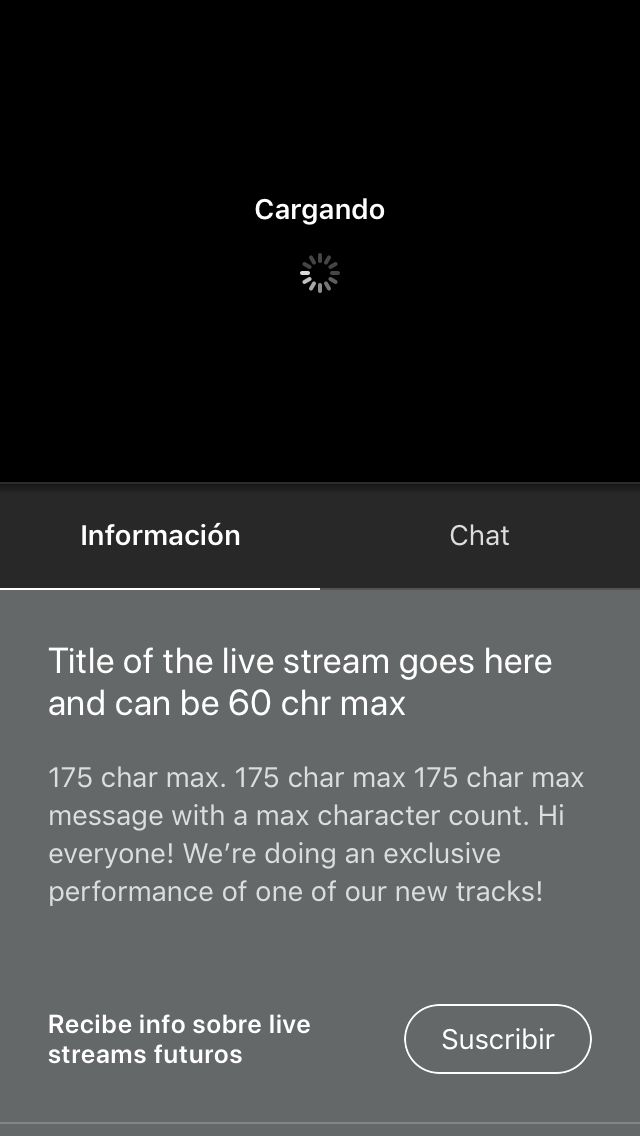 Cargando
Información
Chat
Title of the live stream goes here
and can be 60 chr max
175 char max. 175 char max 175 char max
message with a max character count. Hi
everyone! We’re doing an exclusive
performance of one of our new tracks!
Recibe info sobre live
streams futuros
Suscribir